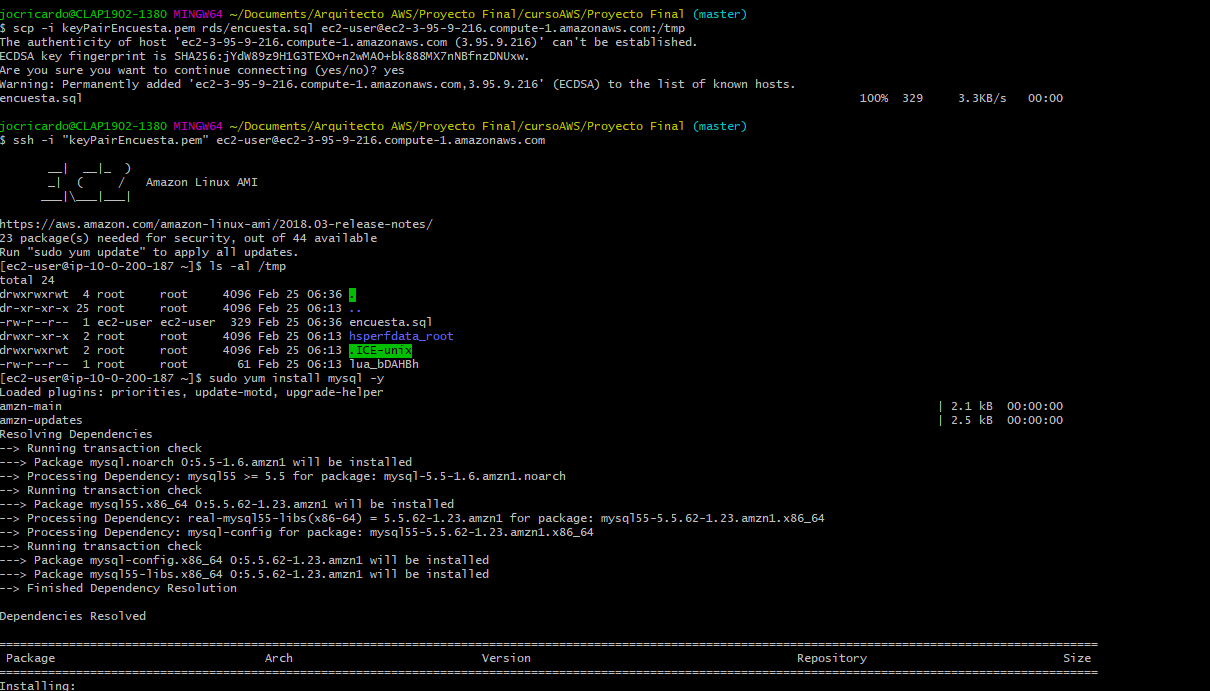 jocricardo@CLAP1902-1380 MINGW64 ~/Documents/Arquitecto AWS/Proyecto Final/cursoAWS/Proyecto Final (master)
$ scp -i keyPairEncuesta.pem rds/encuesta.sql ec2-user@ec2-3-95-9-216.compute-1.amazonaws.com:/tmp
The authenticity of host 'ec2-3-95-9-216.compute-1.amazonaws.com (3.95.9.216)' can't be established.
ECDSA key fingerprint is SHA256:jYdW89z9H1G3TEXO+n2wMAO+bk888MX7nNBfnzDNUxw.
Are you sure you want to continue connecting (yes/no)? yes
Warning: Permanently added 'ec2-3-95-9-216.compute-1.amazonaws.com,3.95.9.216' (ECDSA) to the list of known hosts.
encuesta.sql 100% 329 3.3KB/s 00:00
jocricardo@CLAP1902-1380 MINGW64 ~/Documents/Arquitecto AWS/Proyecto Final/cursoAWS/Proyecto Final (master)
$ ssh -i "keyPairEncuesta.pem" ec2-user@ec2-3-95-9-216.compute-1.amazonaws.com
       __|  __|_  )
       _|  (     /   Amazon Linux AMI
      ___|\___|___|
https://aws.amazon.com/amazon-linux-ami/2018.03-release-notes/
23 package(s) needed for security, out of 44 available
Run "sudo yum update" to apply all updates.
[ec2-user@ip-10-0-200-187 ~]$ ls -al /tmp
total 24
drwxrwxrwt  4 root     root     4096 Feb 25 06:36 .
dr-xr-xr-x 25 root     root     4096 Feb 25 06:13 ..
-rw-r--r--  1 ec2-user ec2-user  329 Feb 25 06:36 encuesta.sql
drwxr-xr-x  2 root     root     4096 Feb 25 06:13 hsperfdata_root
drwxrwxrwt  2 root     root     4096 Feb 25 06:13 .ICE-unix
-rw-r--r--  1 root     root       61 Feb 25 06:13 lua_bDAHBh
[ec2-user@ip-10-0-200-187 ~]$ sudo yum install mysql -y
Loaded plugins: priorities, update-motd, upgrade-helper
amzn-main | 2.1 kB 00:00:00
amzn-updates | 2.5 kB 00:00:00
Resolving Dependencies
--> Running transaction check
---> Package mysql.noarch 0:5.5-1.6.amzn1 will be installed
--> Processing Dependency: mysql55 >= 5.5 for package: mysql-5.5-1.6.amzn1.noarch
--> Running transaction check
---> Package mysql55.x86_64 0:5.5.62-1.23.amzn1 will be installed
--> Processing Dependency: real-mysql55-libs(x86-64) = 5.5.62-1.23.amzn1 for package: mysql55-5.5.62-1.23.amzn1.x86_64
--> Processing Dependency: mysql-config for package: mysql55-5.5.62-1.23.amzn1.x86_64
--> Running transaction check
---> Package mysql-config.x86_64 0:5.5.62-1.23.amzn1 will be installed
---> Package mysql55-libs.x86_64 0:5.5.62-1.23.amzn1 will be installed
--> Finished Dependency Resolution
Dependencies Resolved
Package Arch Version Repository Size
Installing: